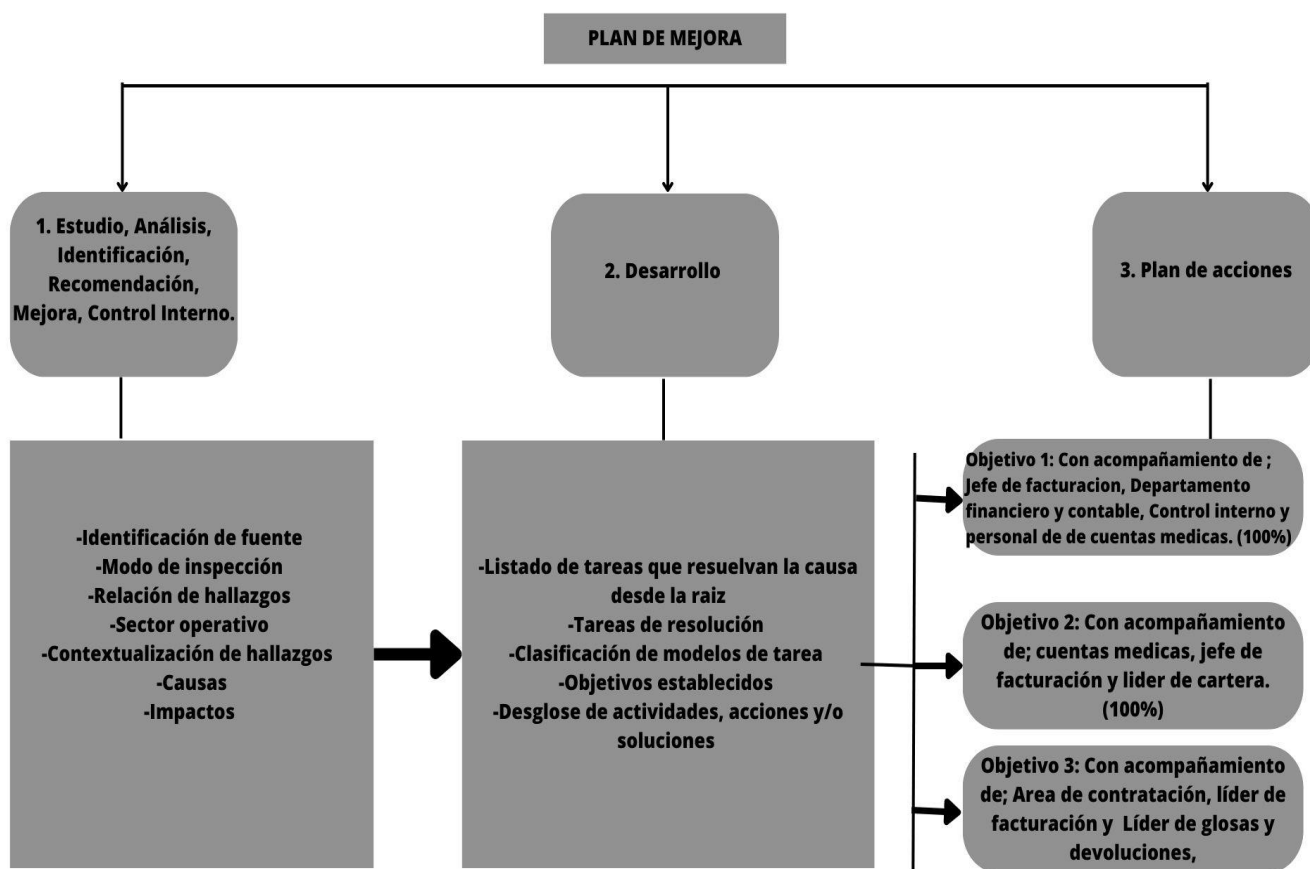 PLAN DE MEJORA
1. Estudio, Análisis,
Identificación,
Recomendación,
Mejora, Control Interno.
2. Desarrollo
3. Plan de acciones
-Identificación de fuente
-Modo de inspección
-Relación de hallazgos
-Sector operativo
-Contextualización de hallazgos
-Causas
-Impactos
-Listado de tareas que resuelvan la causa
desde la raiz
-Tareas de resolución
-Clasificación de modelos de tarea
-Objetivos establecidos
-Desglose de actividades, acciones y/o
soluciones
Objetivo 1: Con acompañamiento de ;
Jefe de facturacion, Departamento
financiero y contable, Control interno y
personal de de cuentas medicas. (100%)
Objetivo 2: Con acompañamiento
de; cuentas medicas, jefe de
facturación y lider de cartera.
(100%)
Objetivo 3: Con acompañamiento
de; Area de contratación, líder de
facturación y Líder de glosas y
devoluciones,